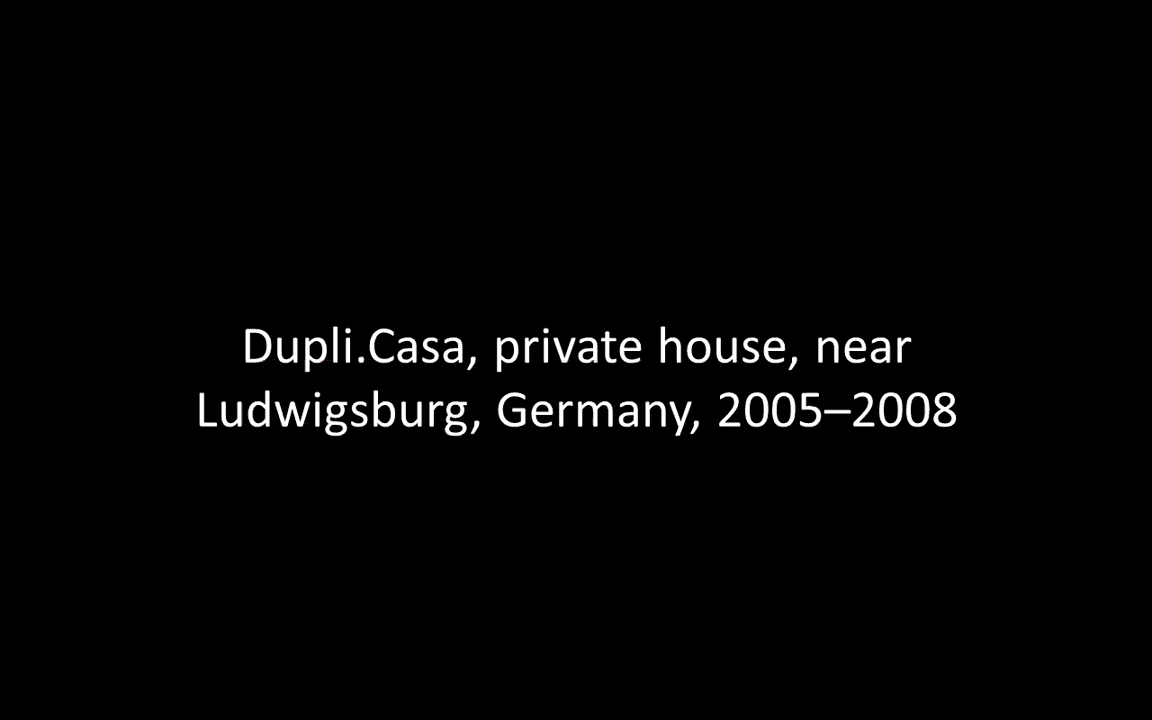 Dupli.Casa, private house, near
Ludwigsburg, Germany, 2005–2008